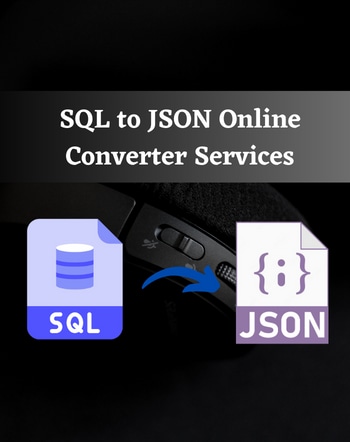 SQL to JSON Online
Converter Services
SQL
{;}
JSON